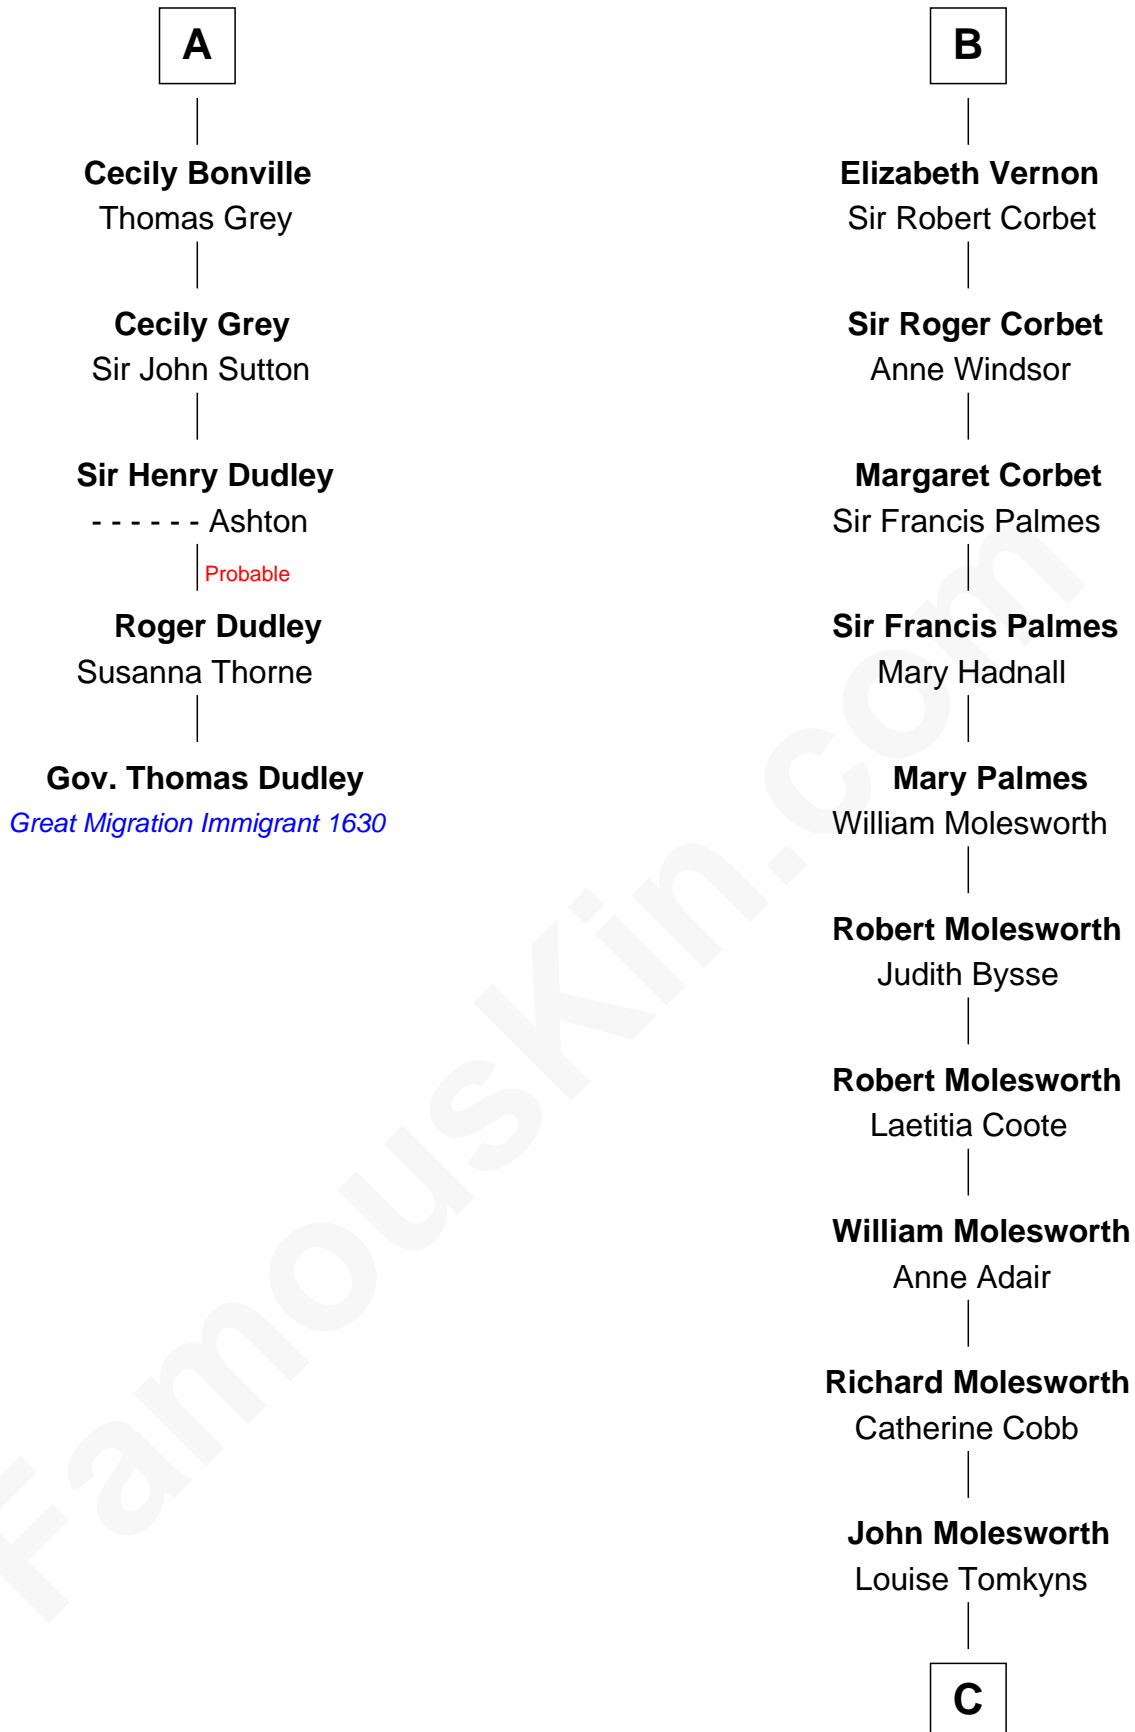 A
Cecily Bonville
Thomas Grey
Cecily Grey
Sir John Sutton
Sir Henry Dudley
- - - - - - Ashton
Probable
Roger Dudley
Susanna Thorne
Gov. Thomas Dudley
Great Migration Immigrant 1630
B
Elizabeth Vernon
Sir Robert Corbet
Sir Roger Corbet
Anne Windsor
Margaret Corbet
Sir Francis Palmes
Sir Francis Palmes
Mary Hadnall
Mary Palmes
William Molesworth
Robert Molesworth
Judith Bysse
Robert Molesworth
Laetitia Coote
William Molesworth
Anne Adair
Richard Molesworth
Catherine Cobb
John Molesworth
Louise Tomkyns
C
FamousKin.com